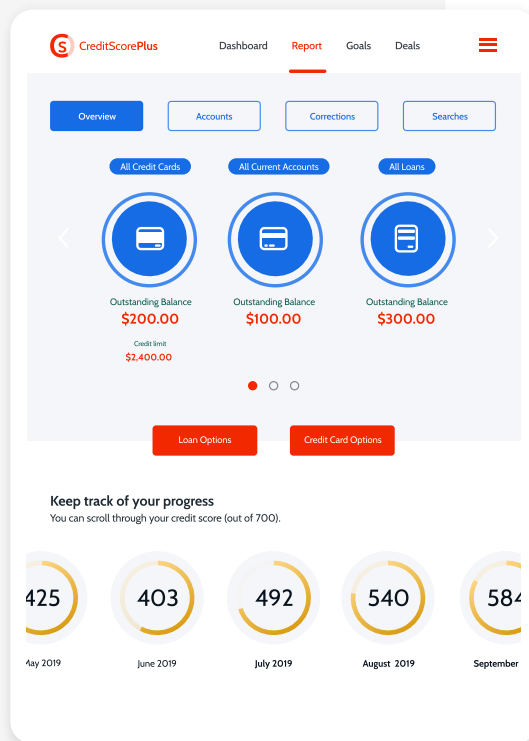 CreditScorePlus
Dashboard Report Goals Deals
Overview Accounts Corrections Searches
All Credit Cards All Current Accounts All Loans
Outstanding Balance Outstanding Balance Outstanding Balance
$200.00 $100.00 $300.00
Credit limit
$2,400.00
Loan Options Credit Card Options
Keep track of your progress
You can scroll through your credit score (out of 700).
425 403 492 540 584
May 2019 June 2019 July 2019 August 2019 September